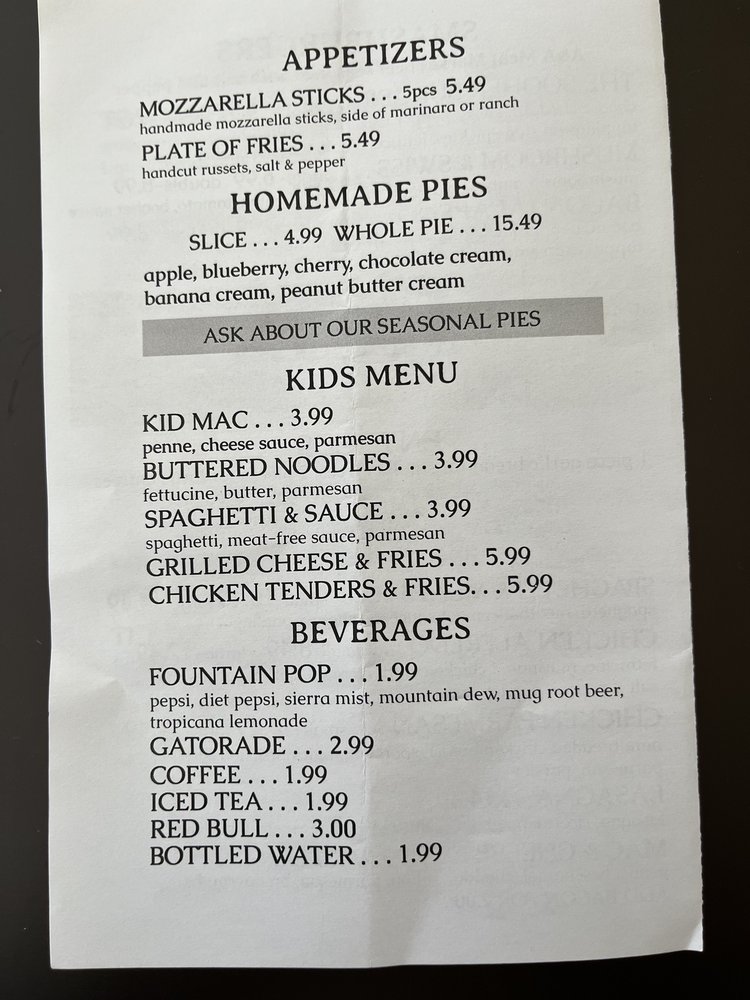 APPETIZERS
MOZZARELLA STICKS . . . 5pcs 5.49
handmade mozzarella sticks, side of marinara or ranch
PLATE OF FRIES . . . 5.49
handcut russets, salt & pepper
HOMEMADE PIES
SLICE . . . 4.99 WHOLE PIE . . . 15.49
apple, blueberry, cherry, chocolate cream,
banana cream, peanut butter cream
ASK ABOUT OUR SEASONAL PIES
KIDS MENU
KID MAC . . . 3.99
penne, cheese sauce, parmesan
BUTTERED NOODLES . . . 3.99
fettucine, butter, parmesan
SPAGHETTI & SAUCE . . . 3.99
spaghetti, meat-free sauce, parmesan
GRILLED CHEESE & FRIES . . . 5.99
CHICKEN TENDERS & FRIES. . . 5.99
BEVERAGES
FOUNTAIN POP . . . 1.99
pepsi, diet pepsi, sierra mist, mountain dew, mug root beer,
tropicana lemonade
GATORADE . . . 2.99
COFFEE . . . 1.99
ICED TEA . . . 1.99
RED BULL . . . 3.00
BOTTLED WATER . . . 1.99